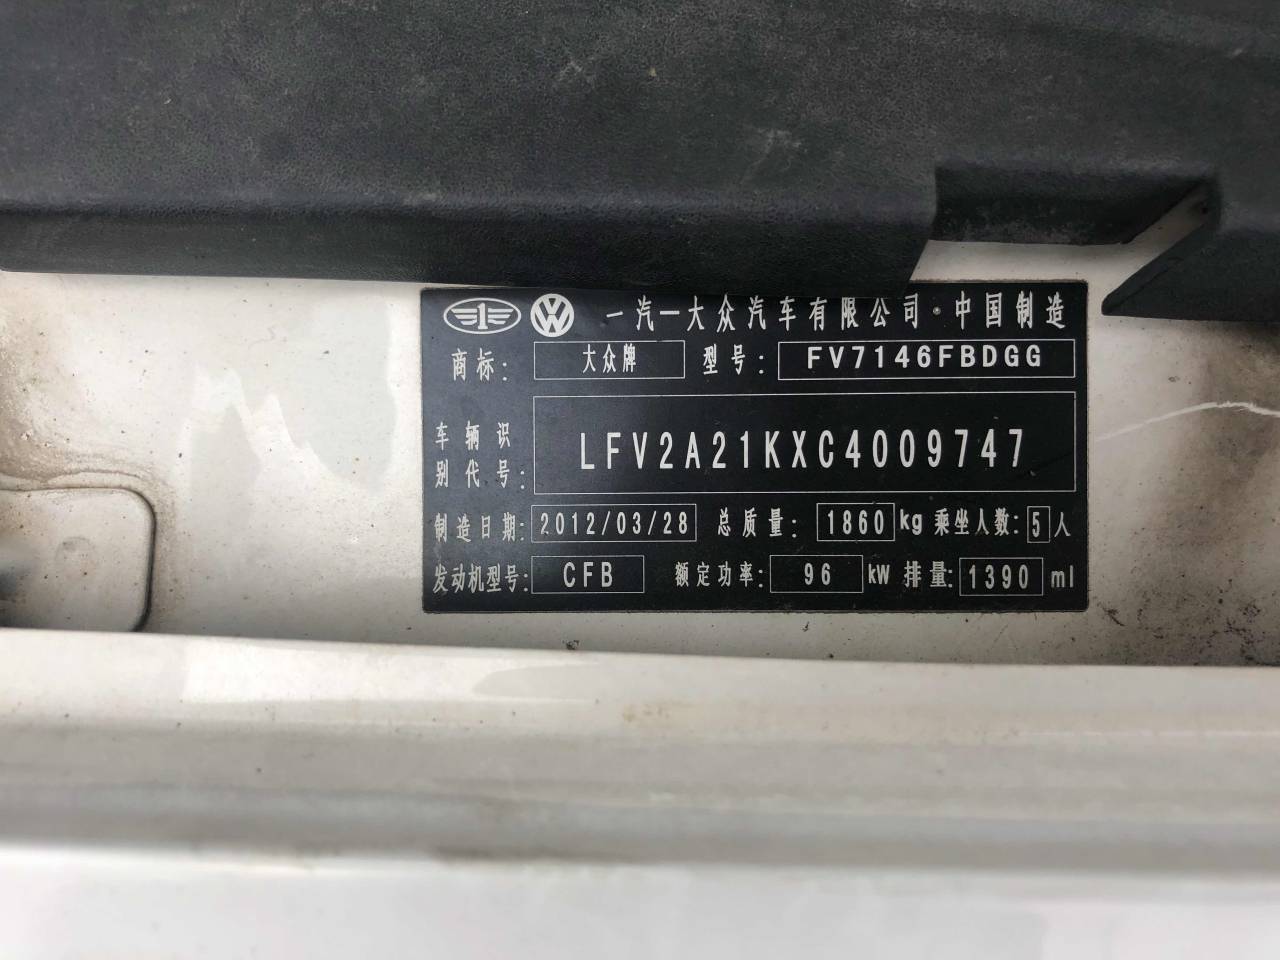 一汽一大众汽车有限公司·中国制造
商标: 大众牌 型号: FV7146FBDGG
车辆识别代号: LFV2A21KXC4009747
制造日期: 2012/03/28 总质量: 1860 kg 乘坐人数: 5 人
发动机型号: CFB 额定功率: 96 kW 排量: 1390 ml